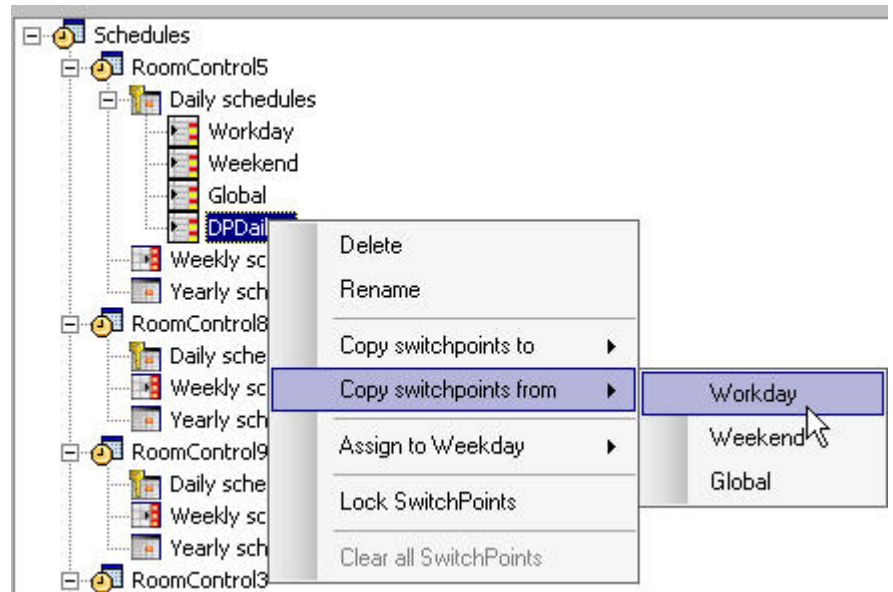 Schedules
RoomControl5
Daily schedules
Workday
Weekend
Global
DPDail
Weekly sc
Yearly sch
RoomControl8
Daily sche
Weekly sc
Yearly sch
RoomControl9
Daily sche
Weekly sc
Yearly sch
RoomControl3
Delete
Rename
Copy switchpoints to
Copy switchpoints from
Assign to Weekday
Lock SwitchPoints
Clear all SwitchPoints
Workday
Weekend
Global